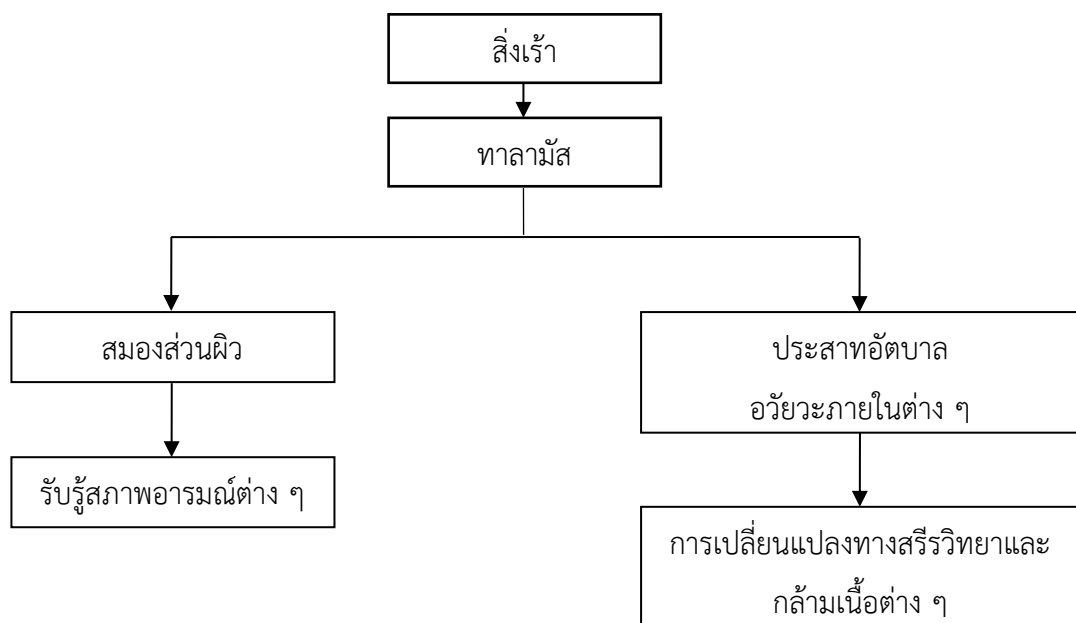 สิ่งเร้า
ทาลามัส
สมองส่วนผิว
รับรู้สภาพอารมณ์ต่าง ๆ
ประสาทอัตบาล
อวัยวะภายในต่าง ๆ
การเปลี่ยนแปลงทางสรีรวิทยาและ
กล้ามเนื้อต่าง ๆ